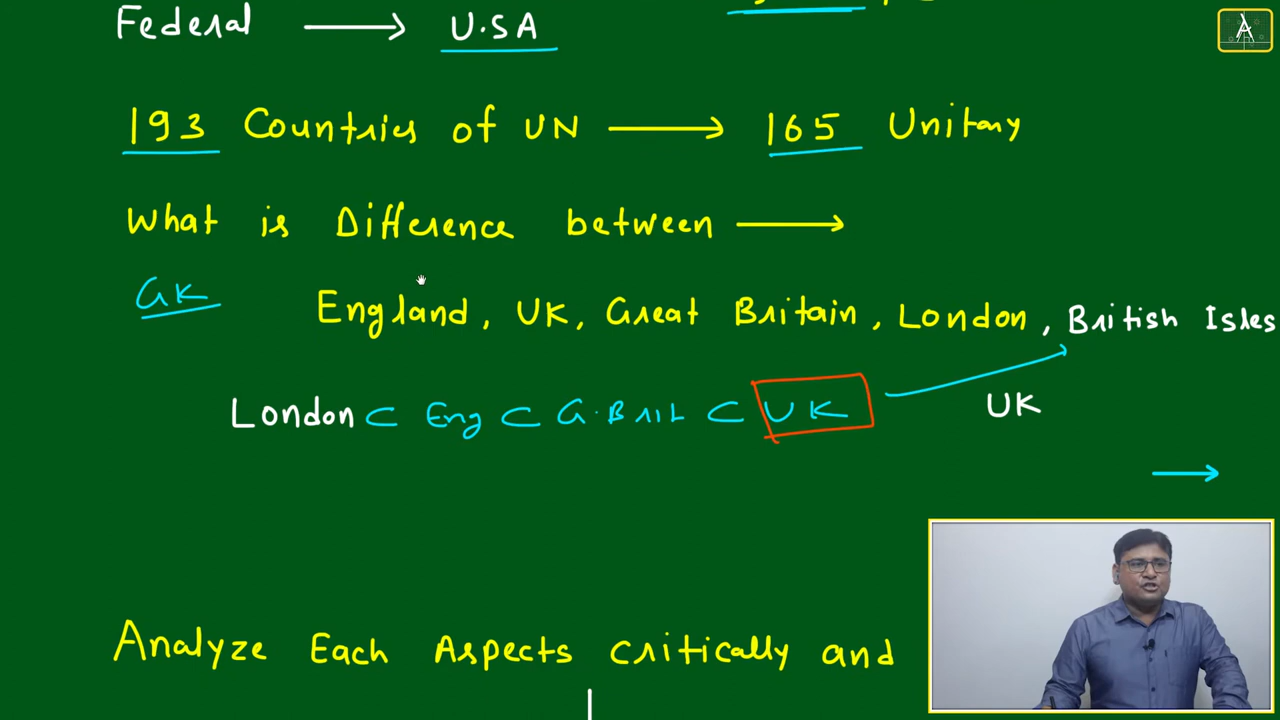 Federal ⟶ U.S.A
193 Countries of UN ⟶ 165 Unitary
What is Difference between ⟶
GK
England, UK, Great Britain, London, British Isles
London ⊂ Eng ⊂ G.Brit ⊂ UK
UK
Analyze Each Aspects critically and